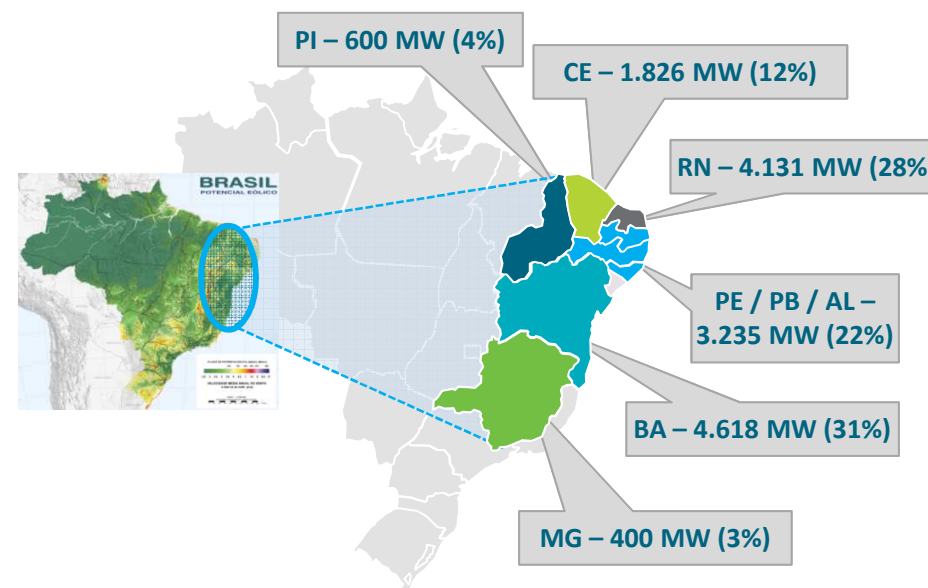 PI – 600 MW (4%)
CE – 1.826 MW (12%)
RN – 4.131 MW (28%
BRASIL
POTENCIAL EÓLICO
PE / PB / AL –
3.235 MW (22%)
BA – 4.618 MW (31%)
MG – 400 MW (3%)